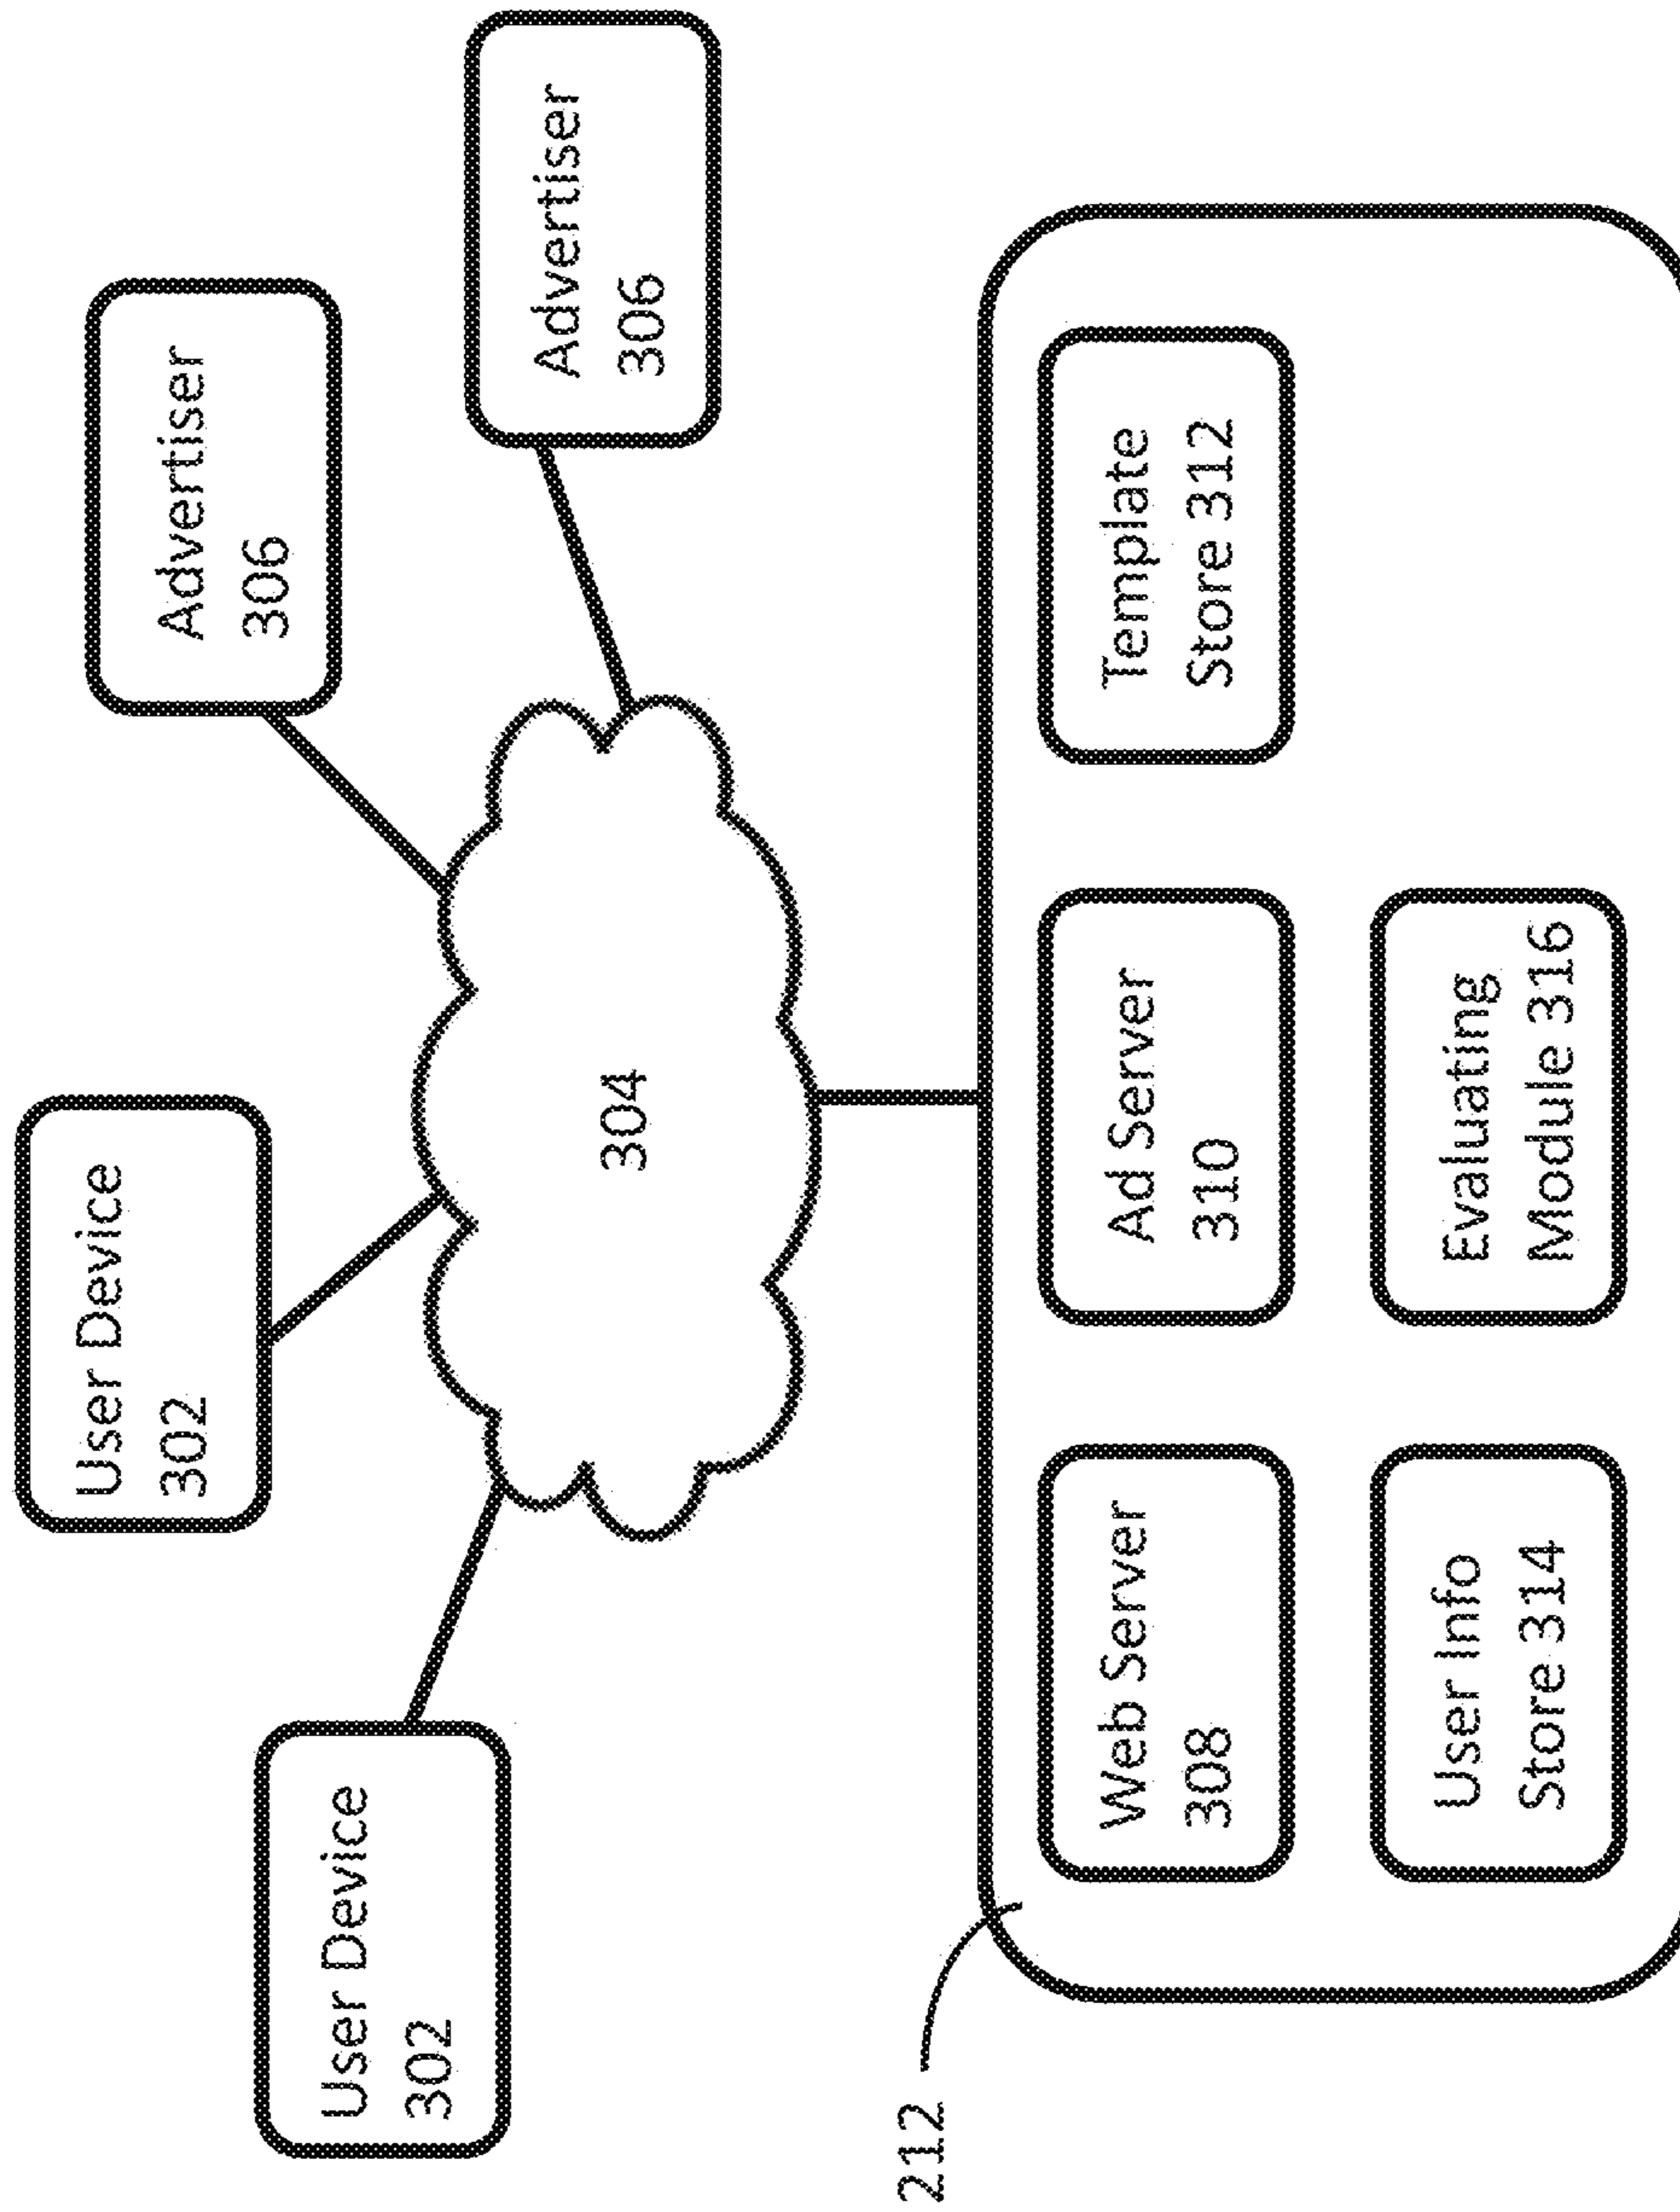 User Device
302
User Device
302
Advertiser
306
Advertiser
306
304
212
Web Server
308
Ad Server
310
Template
Store 312
User Info
Store 314
Evaluating
Module 316